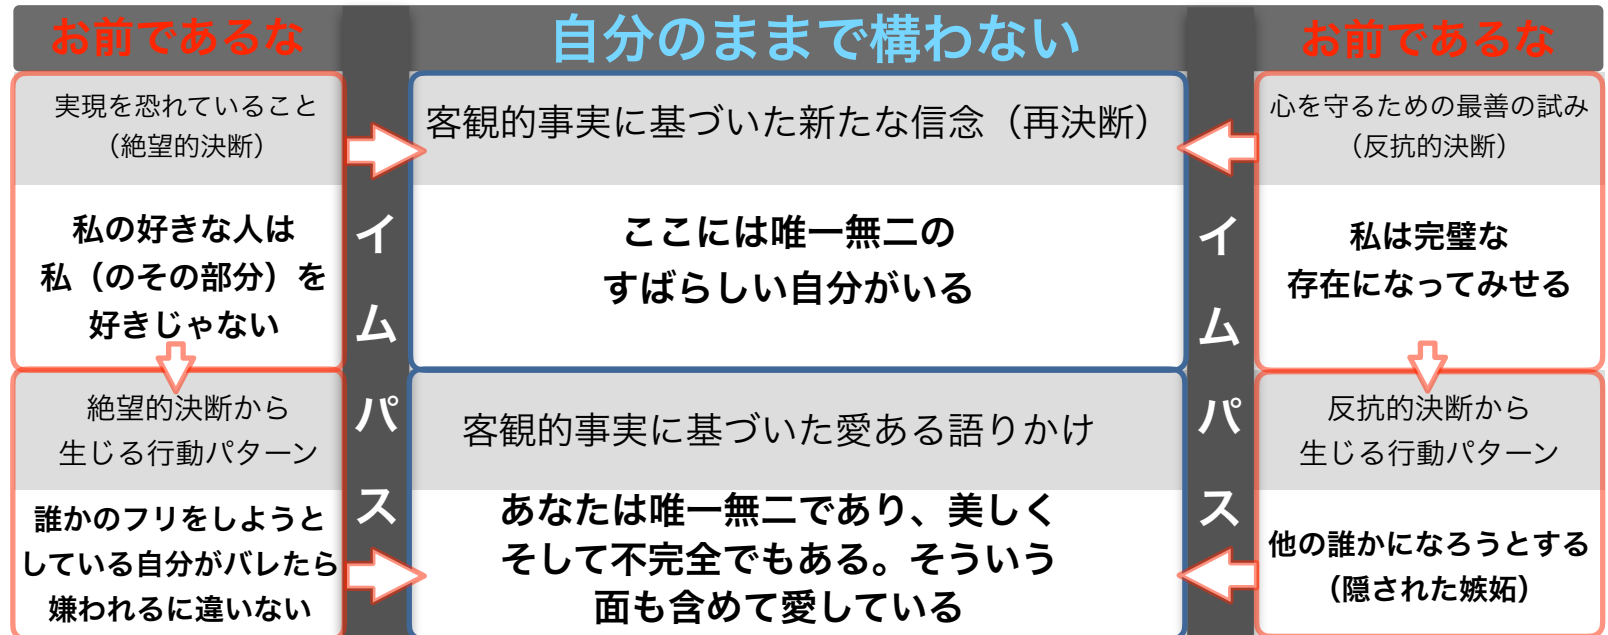 お前であるな
自分のままで構わない
お前であるな
実現を恐れていること
（絶望的決断）
客観的事実に基づいた新たな信念（再決断）
心を守るための最善の試み
（反抗的決断）
私の好きな人は
私（のその部分）を
好きじゃない
イムパス
ここには唯一無二の
すばらしい自分がいる
イムパス
私は完璧な
存在になってみせる
絶望的決断から
生じる行動パターン
客観的事実に基づいた愛ある語りかけ
反抗的決断から
生じる行動パターン
誰かのフリをしようと
している自分がバレたら
嫌われるに違いない
あなたは唯一無二であり、美しく
そして不完全でもある。そういう
面も含めて愛している
他の誰かになろうとする
（隠された嫉妬）